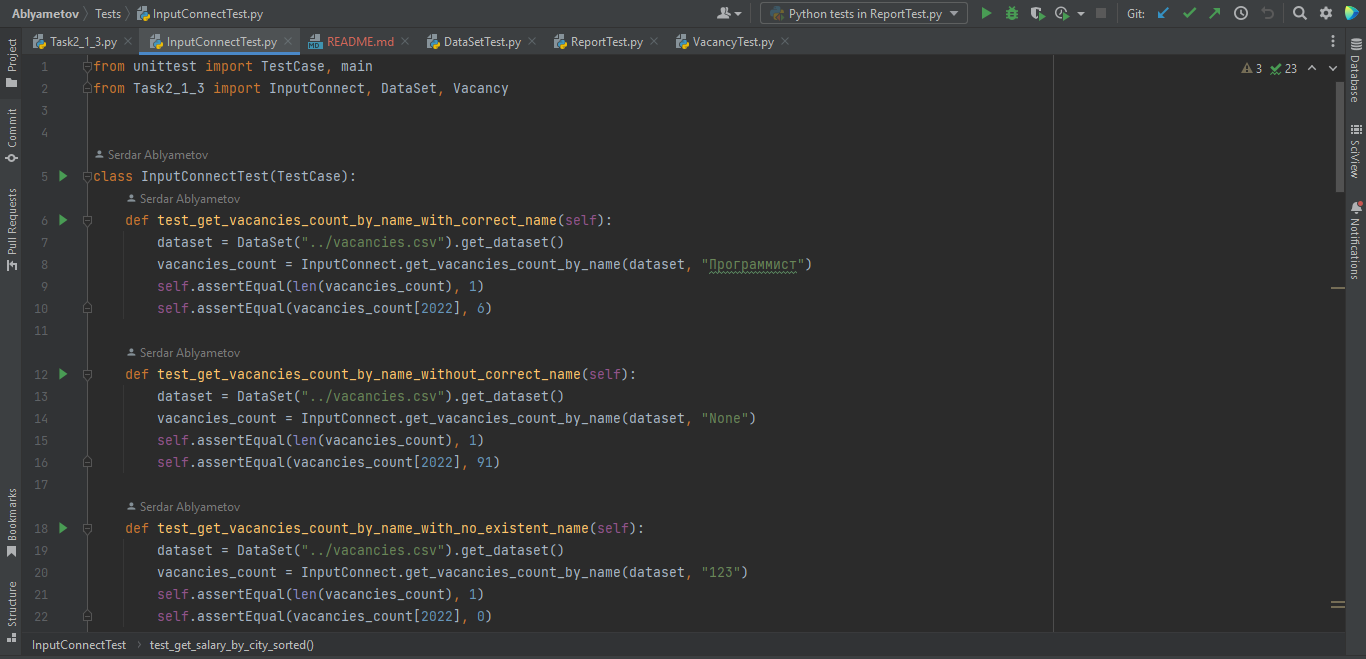 Ablyametov Tests InputConnectTest.py Python tests in ReportTest.py Git:
Task2_1_3.py InputConnectTest.py README.md DataSetTest.py ReportTest.py VacancyTest.py
Project
Commit
Pull Requests
Bookmarks
Structure
1 from unittest import TestCase, main
2 from Task2_1_3 import InputConnect, DataSet, Vacancy
3
4
Serdar Ablyametov
5 class InputConnectTest(TestCase):
Serdar Ablyametov
6 def test_get_vacancies_count_by_name_with_correct_name(self):
7 dataset = DataSet("../vacancies.csv").get_dataset()
8 vacancies_count = InputConnect.get_vacancies_count_by_name(dataset, "Программист")
9 self.assertEqual(len(vacancies_count), 1)
10 self.assertEqual(vacancies_count[2022], 6)
11
Serdar Ablyametov
12 def test_get_vacancies_count_by_name_without_correct_name(self):
13 dataset = DataSet("../vacancies.csv").get_dataset()
14 vacancies_count = InputConnect.get_vacancies_count_by_name(dataset, "None")
15 self.assertEqual(len(vacancies_count), 1)
16 self.assertEqual(vacancies_count[2022], 91)
17
Serdar Ablyametov
18 def test_get_vacancies_count_by_name_with_no_existent_name(self):
19 dataset = DataSet("../vacancies.csv").get_dataset()
20 vacancies_count = InputConnect.get_vacancies_count_by_name(dataset, "123")
21 self.assertEqual(len(vacancies_count), 1)
22 self.assertEqual(vacancies_count[2022], 0)
3 23
Database
SciView
Notifications
InputConnectTest test_get_salary_by_city_sorted()